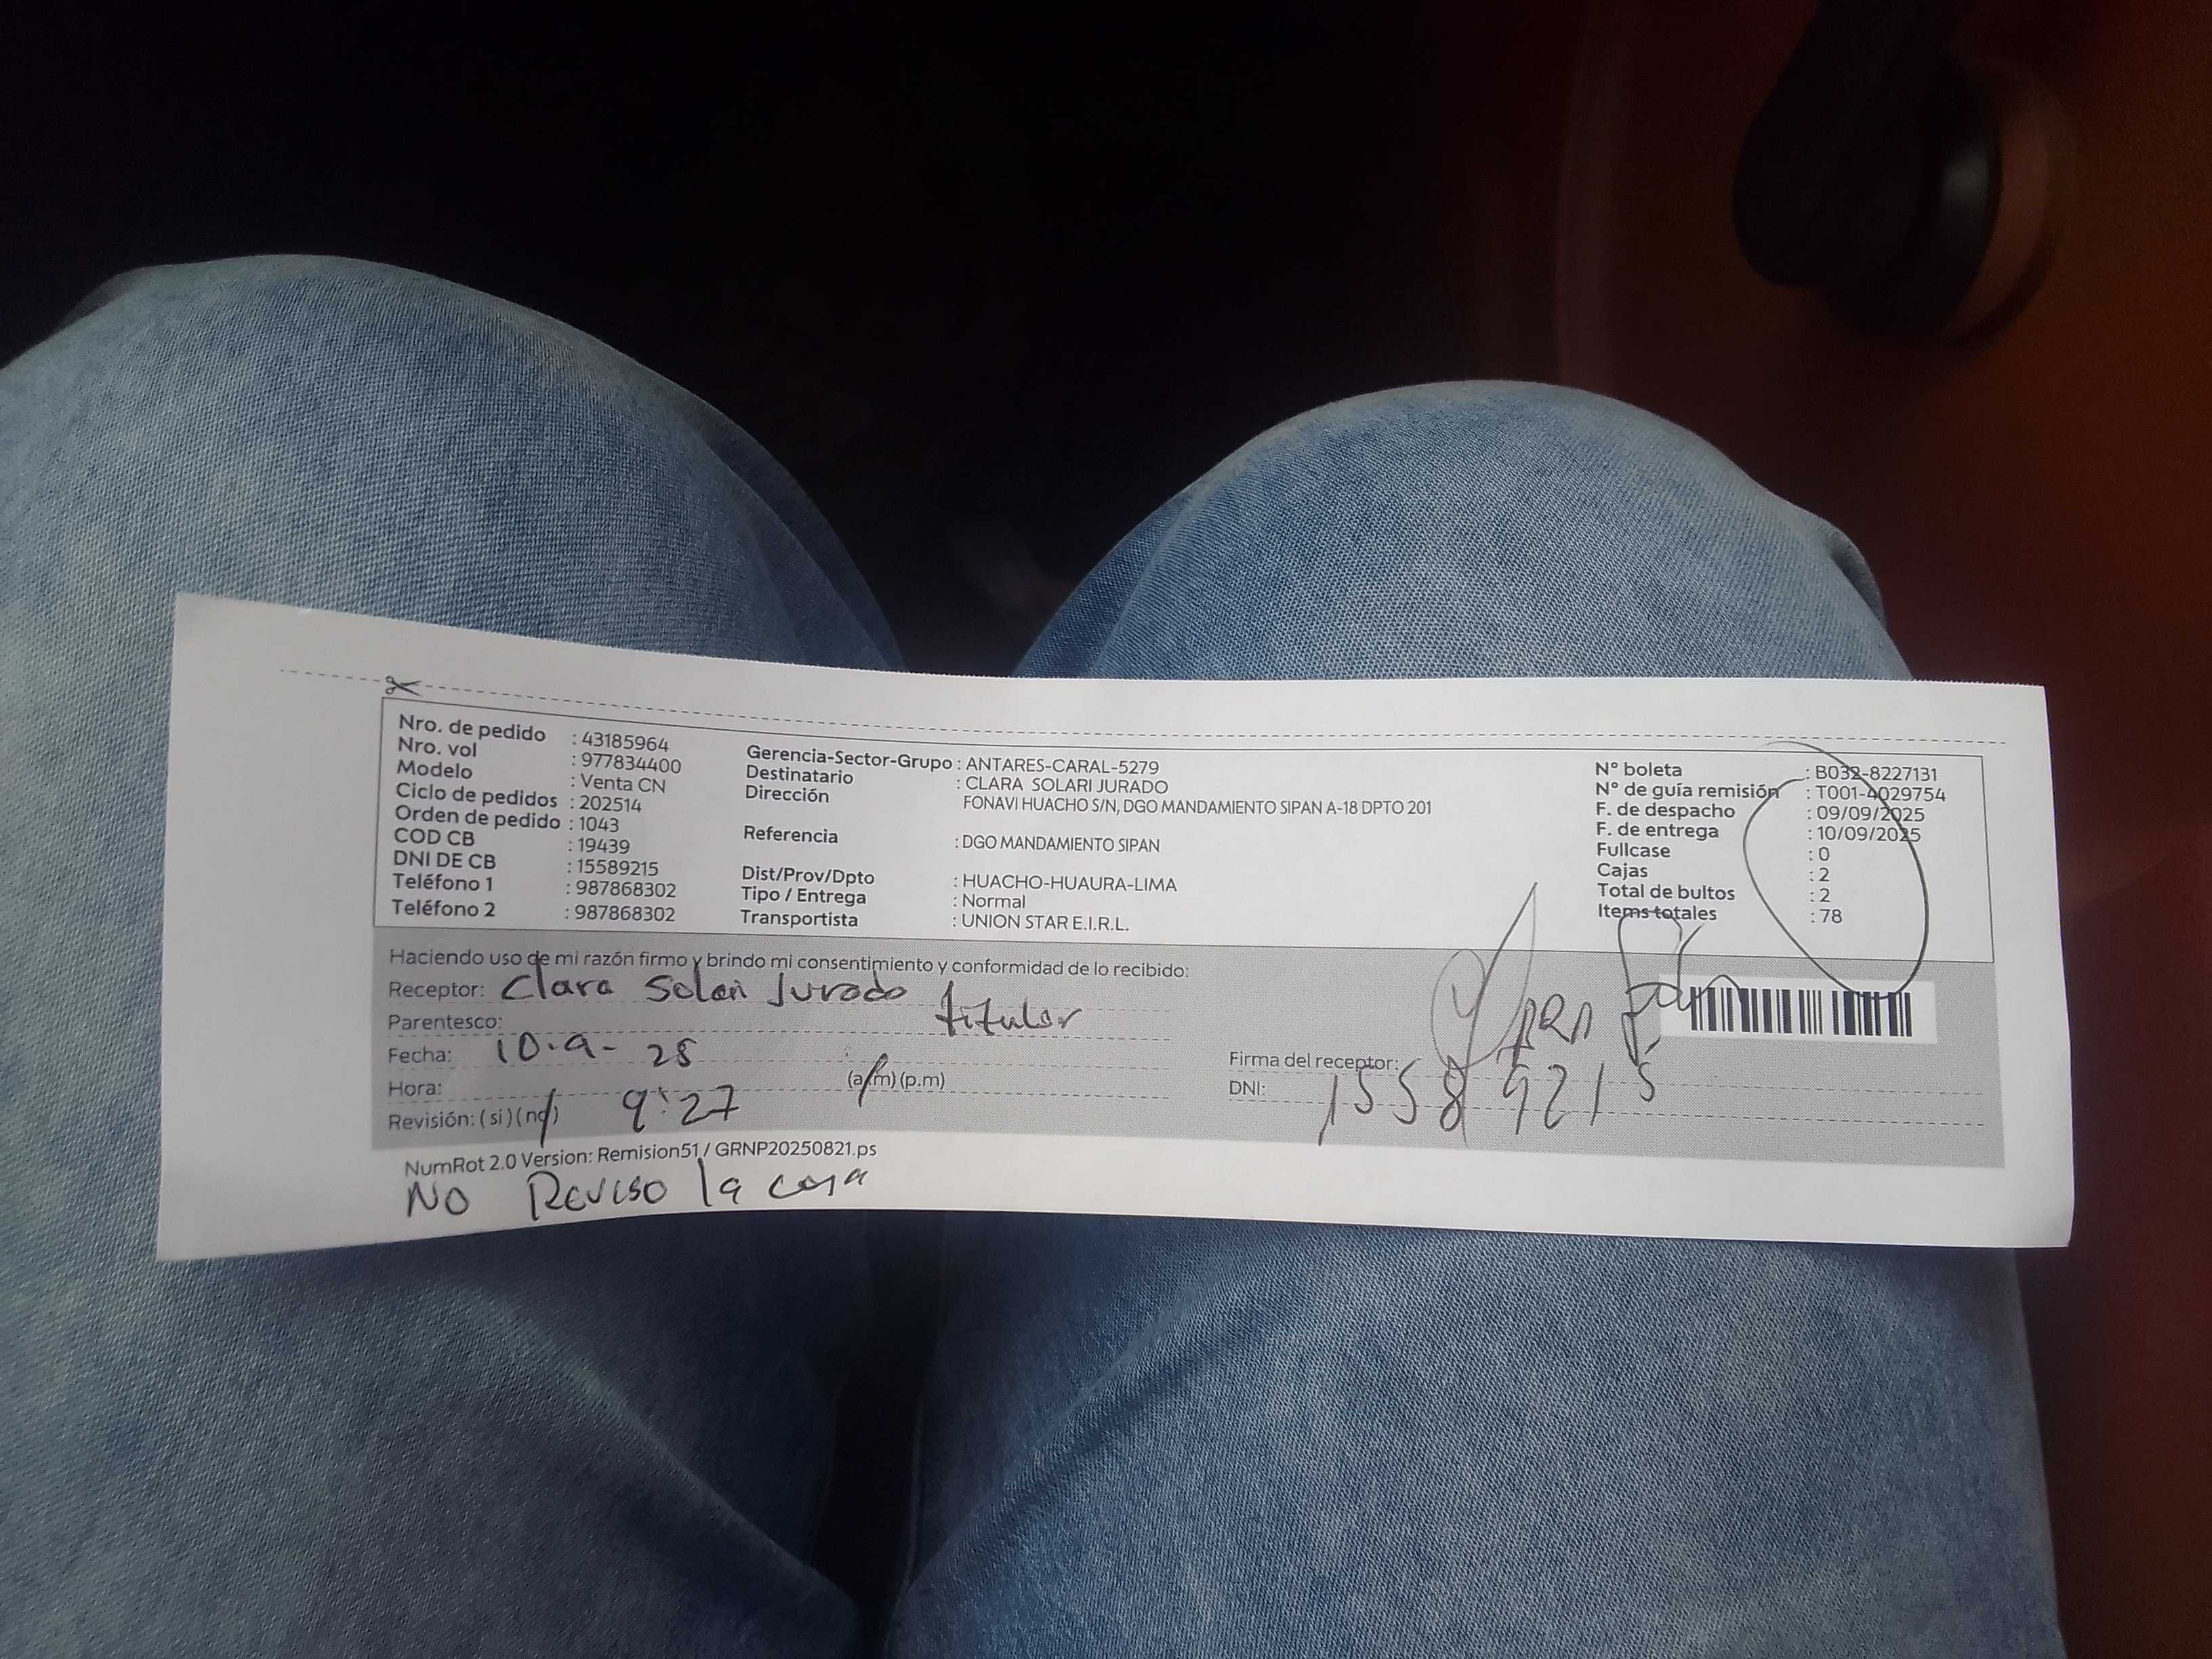 Nro. de pedido : 43185964
Nro. vol : 977834400
Modelo : Venta CN
Ciclo de pedidos : 202514
Orden de pedido : 1043
COD CB : 19439
DNI DE CB : 15589215
Teléfono 1 : 987868302
Teléfono 2 : 987868302
Gerencia-Sector-Grupo : ANTARES-CARAL-5279
Destinatario : CLARA SOLARI JURADO
Dirección FONAVI HUACHO S/N, DGO MANDAMIENTO SIPAN A-18 DPTO 201
Referencia : DGO MANDAMIENTO SIPAN
Dist/Prov/Dpto : HUACHO-HUAURA-LIMA
Tipo / Entrega : Normal
Transportista : UNION STAR E.I.R.L.
N° boleta : B032-8227131
N° de guía remisión : T001-4029754
F. de despacho : 09/09/2025
F. de entrega : 10/09/2025
Fullcase : 0
Cajas : 2
Total de bultos : 2
Items totales : 78
Haciendo uso de mi razón firmo y brindo mi consentimiento y conformidad de lo recibido:
Receptor: Clara Solari Jurado
Parentesco: titular
Fecha: 10-9-25
Hora: 9:27 (a.m) (p.m)
Revisión: (si) (no)
Firma del receptor:
DNI: 15589215
NumRot 2.0 Version: Remision51 / GRNP20250821.ps
NO Reviso la caja